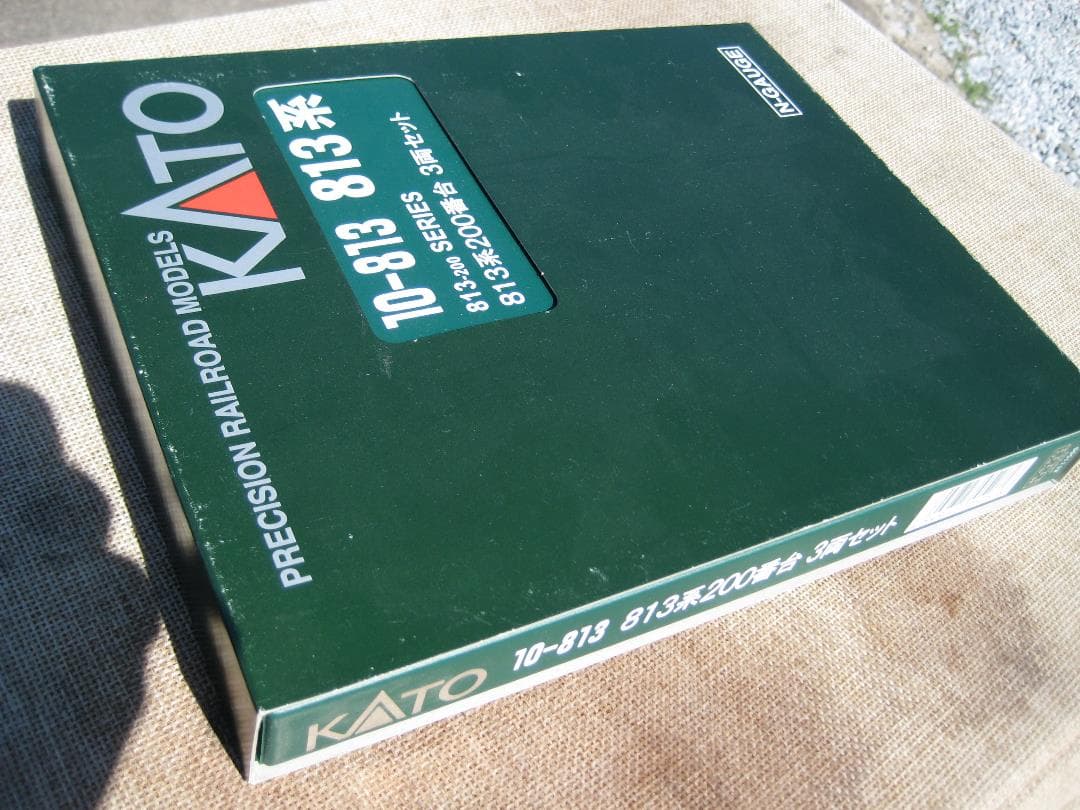 KATO
PRECISION RAILROAD MODELS
10-813 813系
813-200 SERIES
813系200番台 3両セット
N-GAUGE
KATO 10-813 813系200番台 3両セット